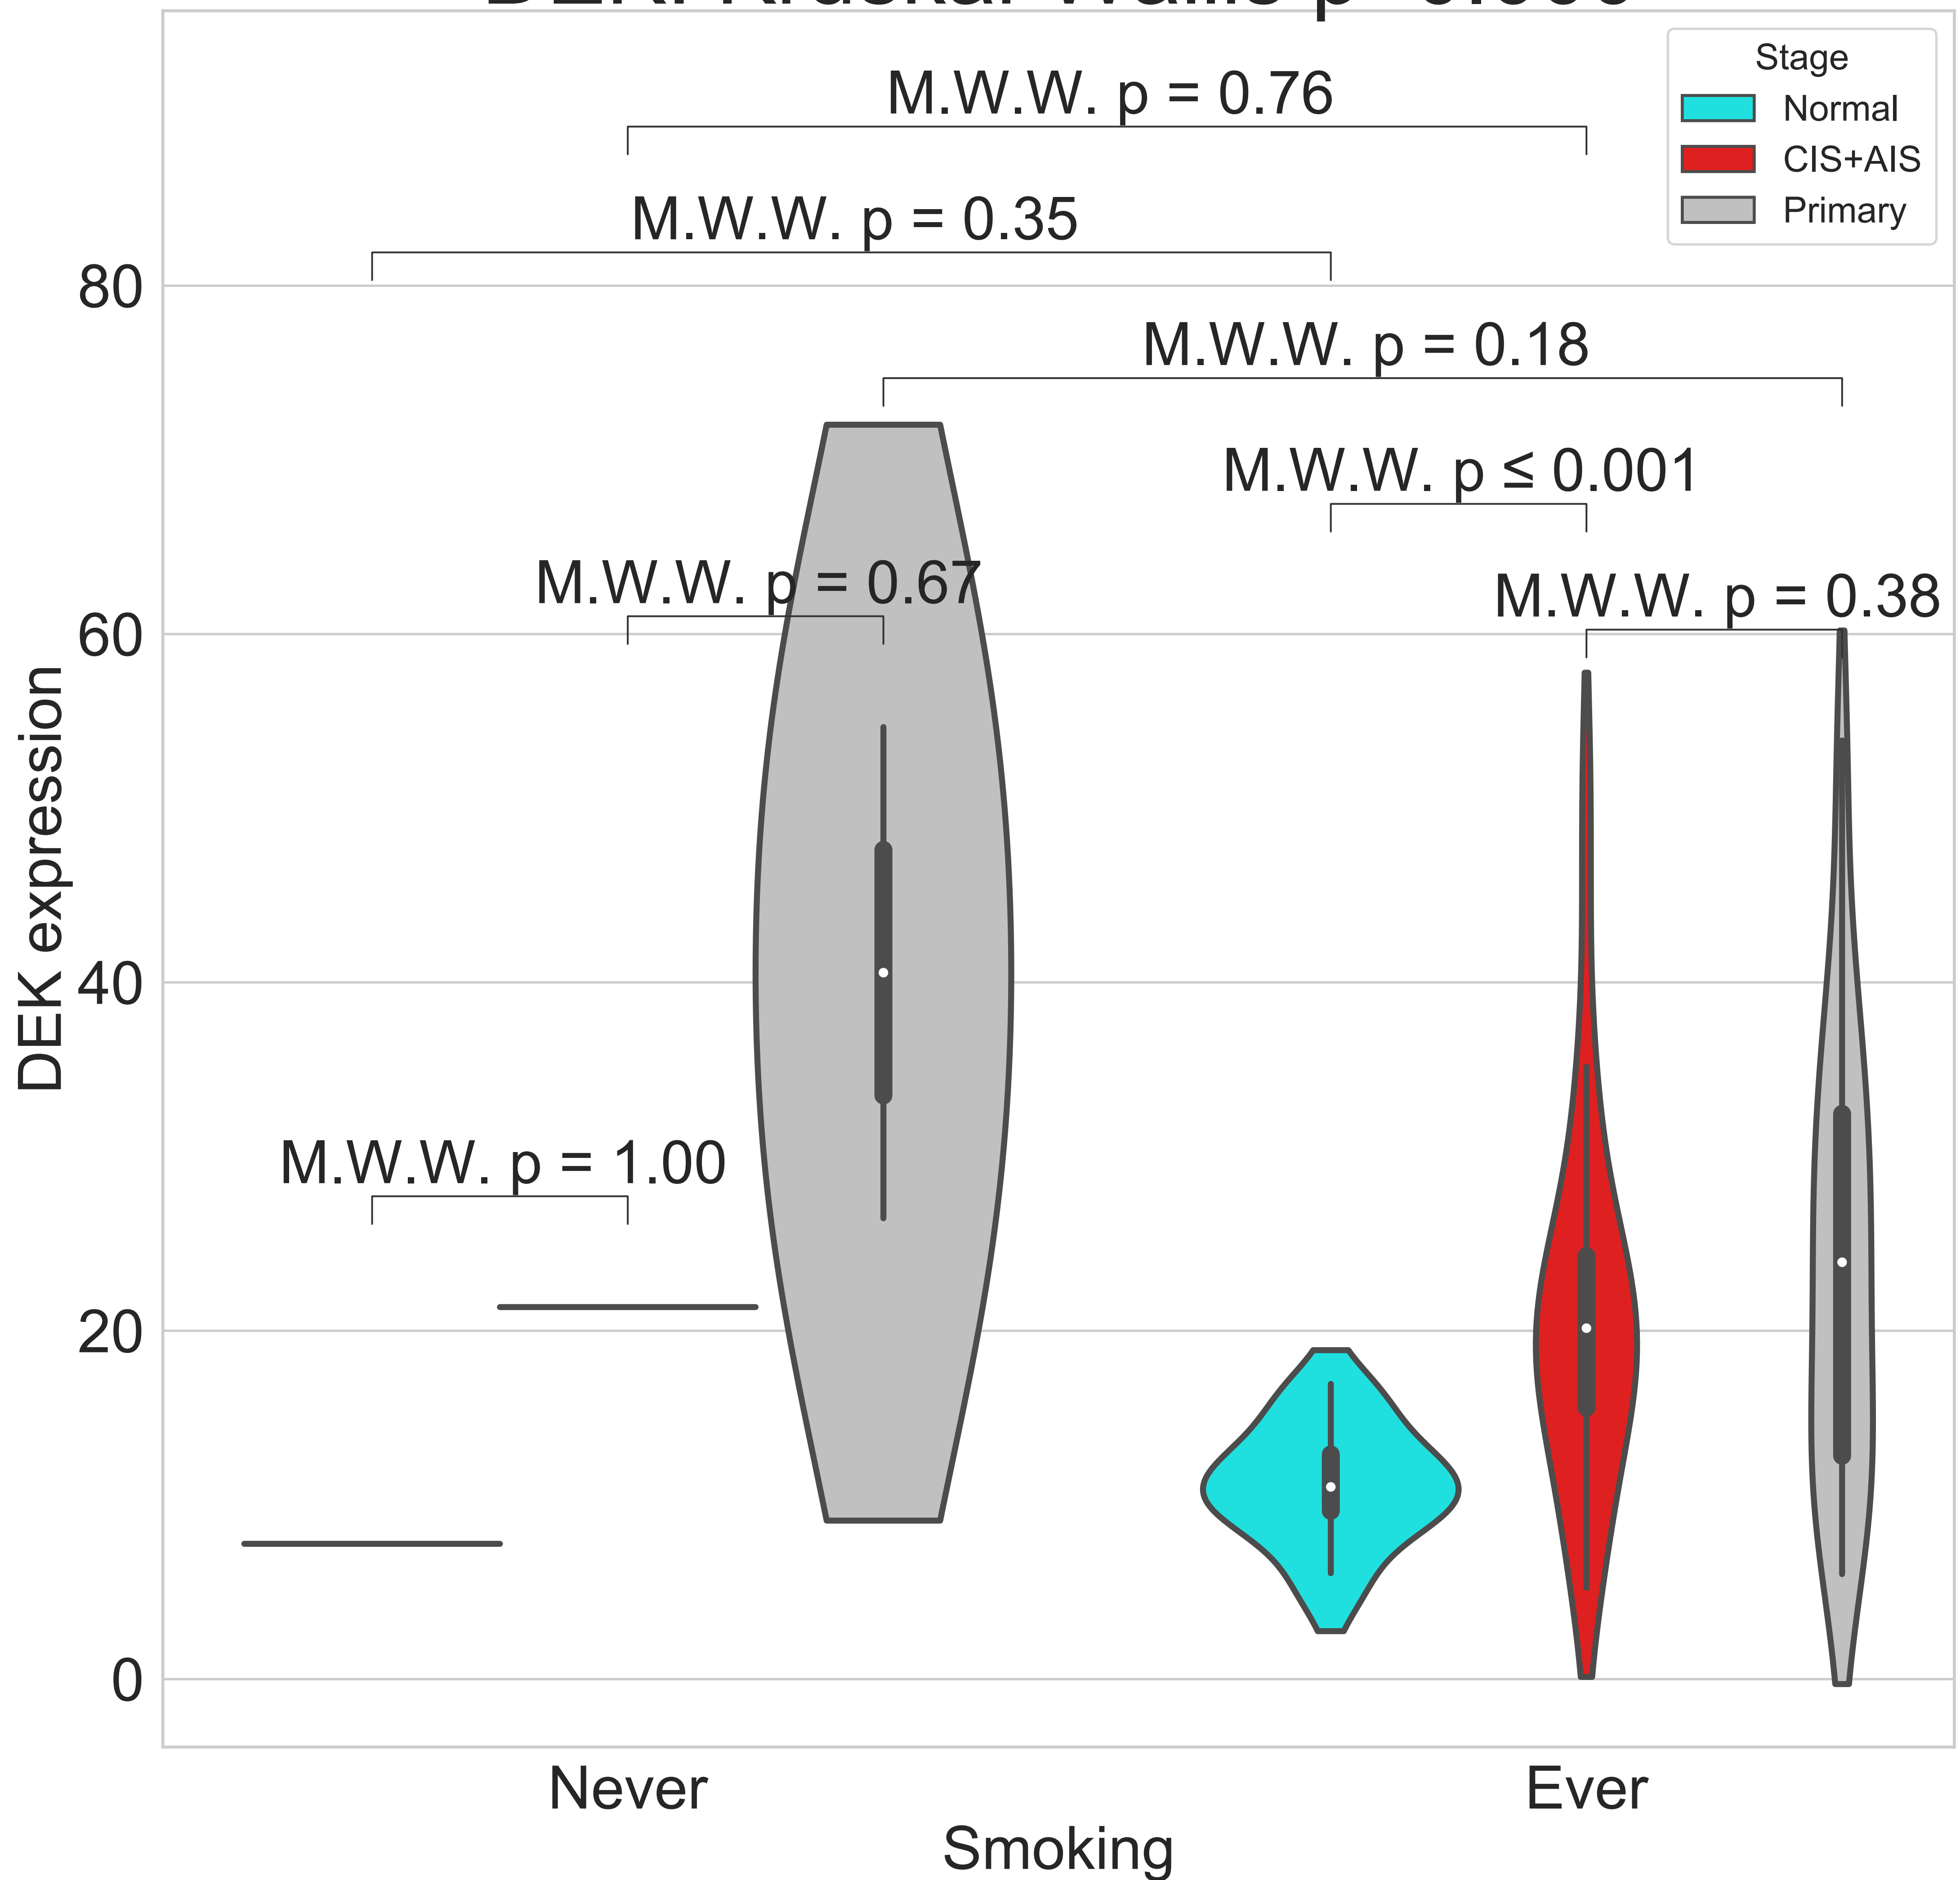 Stage
Normal
CIS+AIS
Primary
M.W.W. p = 0.76
M.W.W. p = 0.35
M.W.W. p = 0.18
M.W.W. p ≤ 0.001
M.W.W. p = 0.67
M.W.W. p = 0.38
M.W.W. p = 1.00
80
60
40
20
0
DEK expression
Never
Ever
Smoking